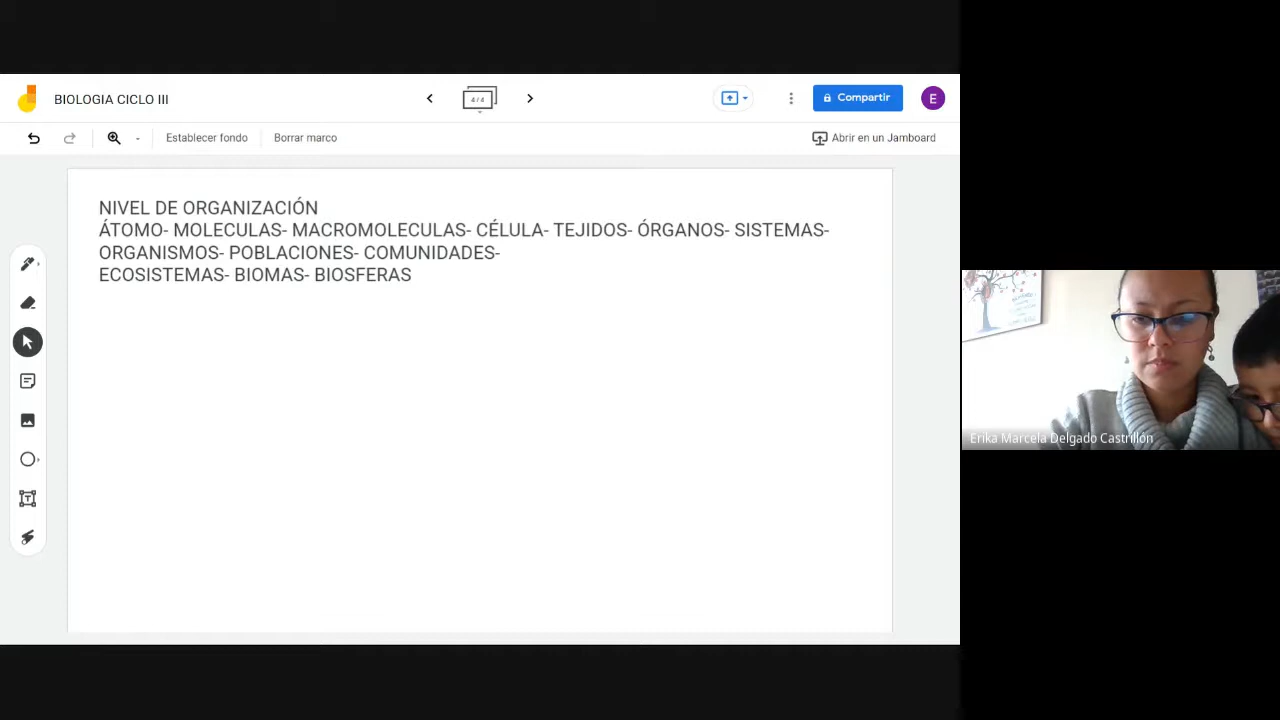 BIOLOGIA CICLO III
4 / 4
Compartir
E
Establecer fondo
Borrar marco
Abrir en un Jamboard
NIVEL DE ORGANIZACIÓN
ÁTOMO- MOLECULAS- MACROMOLECULAS- CÉLULA- TEJIDOS- ÓRGANOS- SISTEMAS-
ORGANISMOS- POBLACIONES- COMUNIDADES-
ECOSISTEMAS- BIOMAS- BIOSFERAS
Erika Marcela Delgado Castrillón